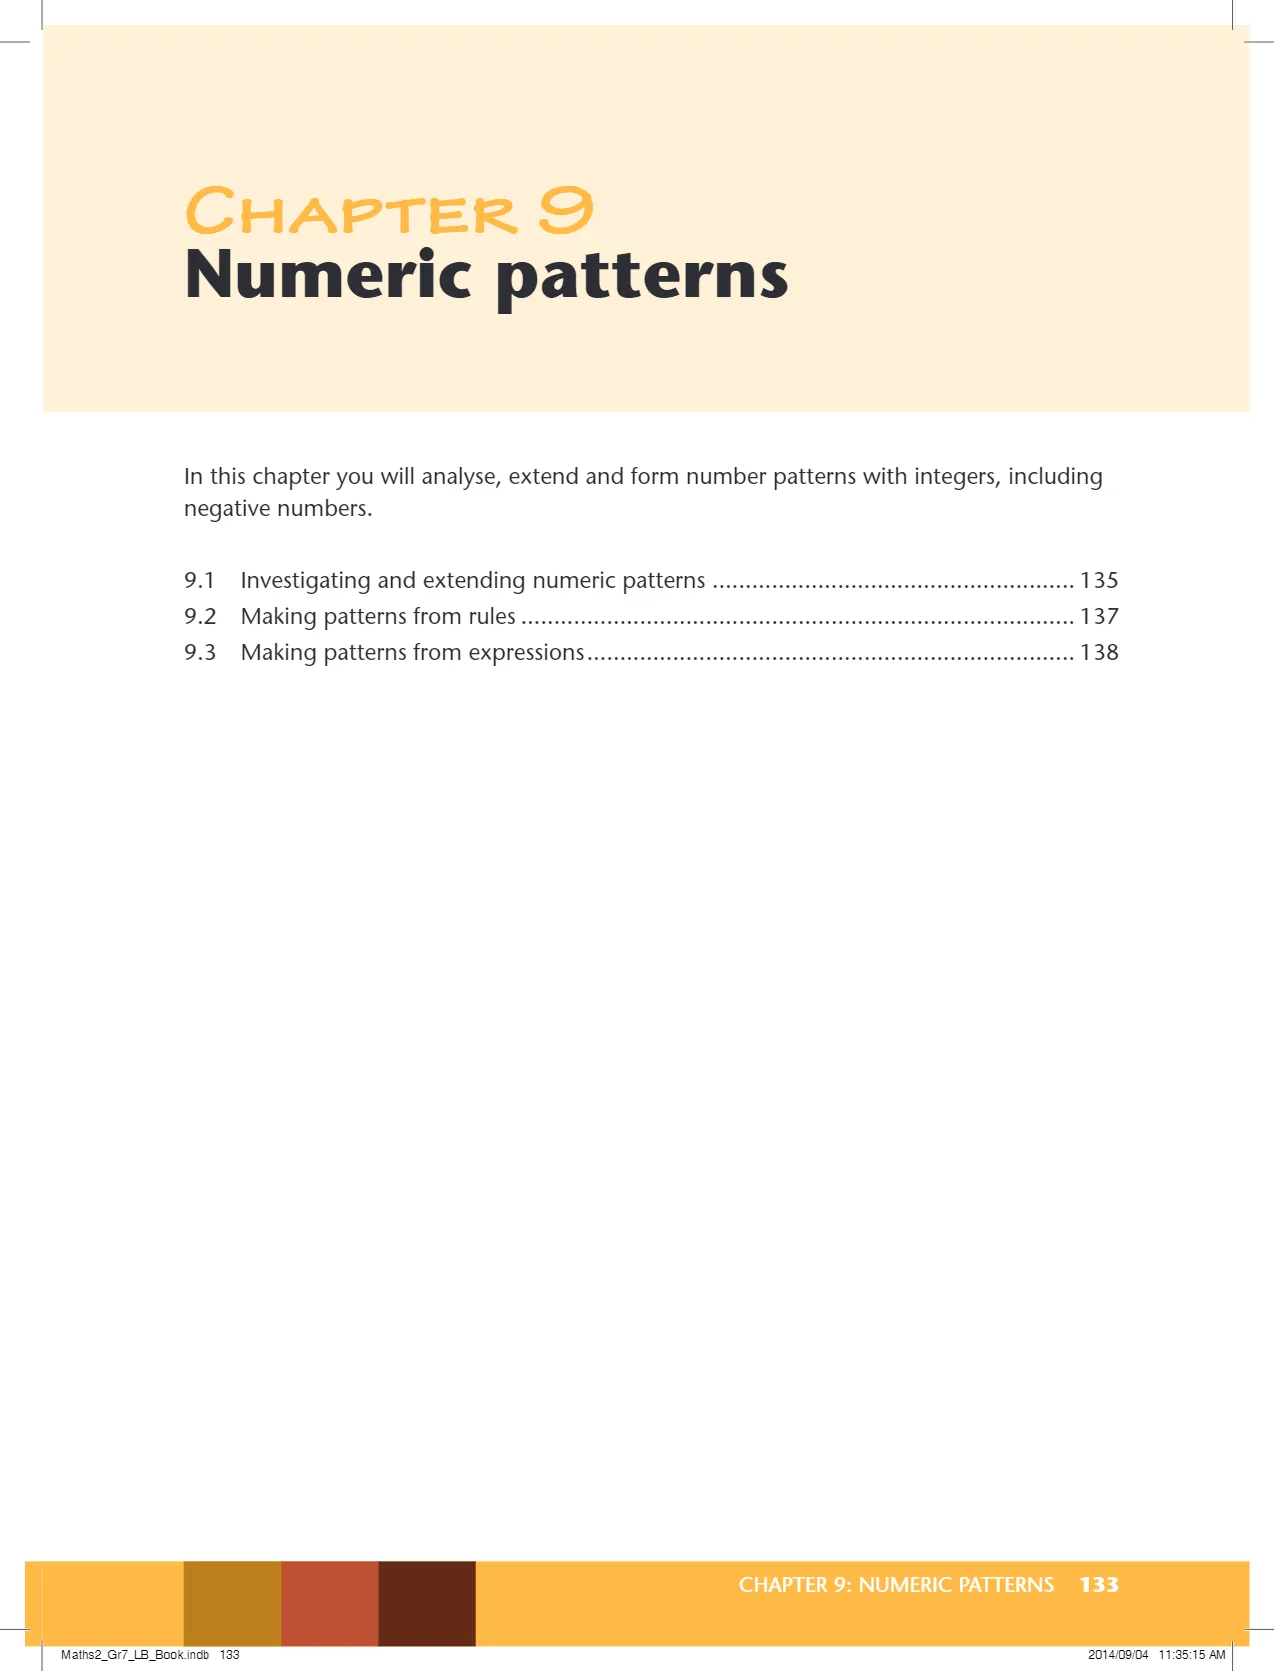 CHAPTER 9
Numeric patterns
In this chapter you will analyse, extend and form number patterns with integers, including
negative numbers.
9.1 Investigating and extending numeric patterns ....................................................... 135
9.2 Making patterns from rules .................................................................................... 137
9.3 Making patterns from expressions.......................................................................... 138
CHAPTER 9: NUMERIC PATTERNS 133
Maths2_Gr7_LB_Book.indb 133
2014/09/04 11:35:15 AM